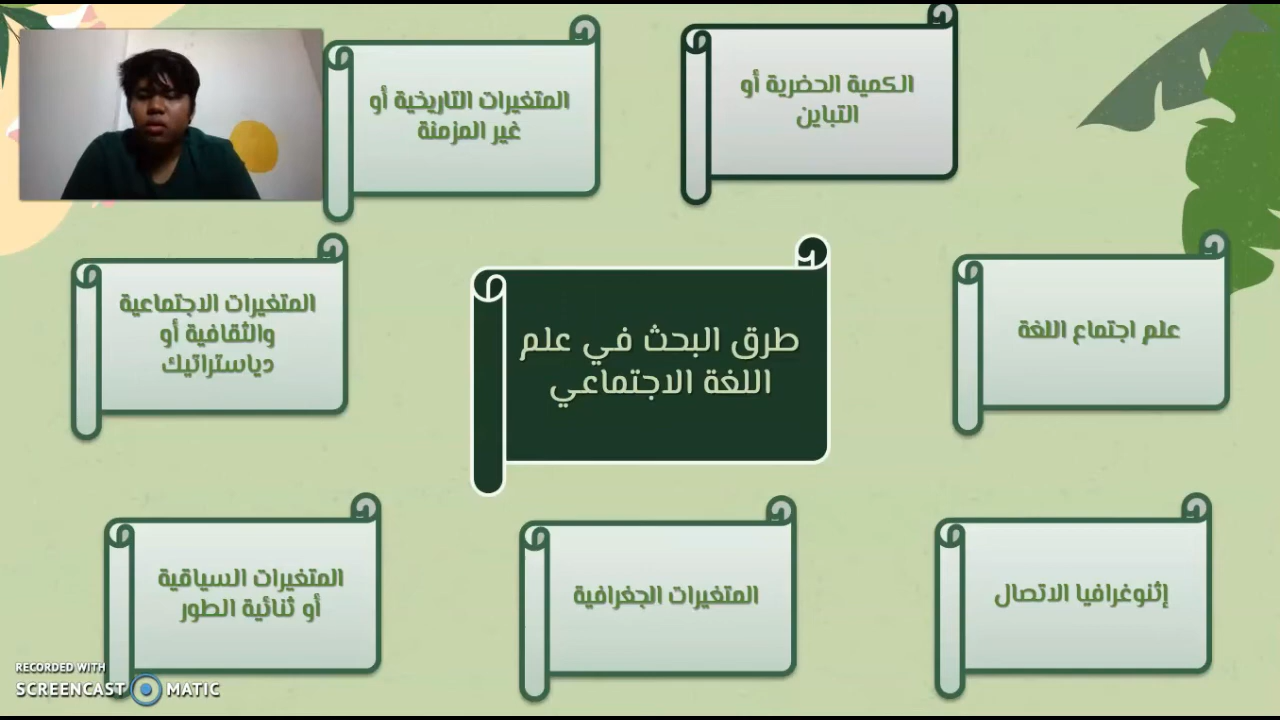 الكمية الحضرية أو
التباين
المتغيرات التاريخية أو
غير المزمنة
علم اجتماع اللغة
طرق البحث في علم
اللغة الاجتماعي
المتغيرات الاجتماعية
والثقافية أو
دياستراتيك
إثنوغرافيا الاتصال
المتغيرات الجغرافية
المتغيرات السياقية
أو ثنائية الطور
RECORDED WITH
SCREENCAST MATIC